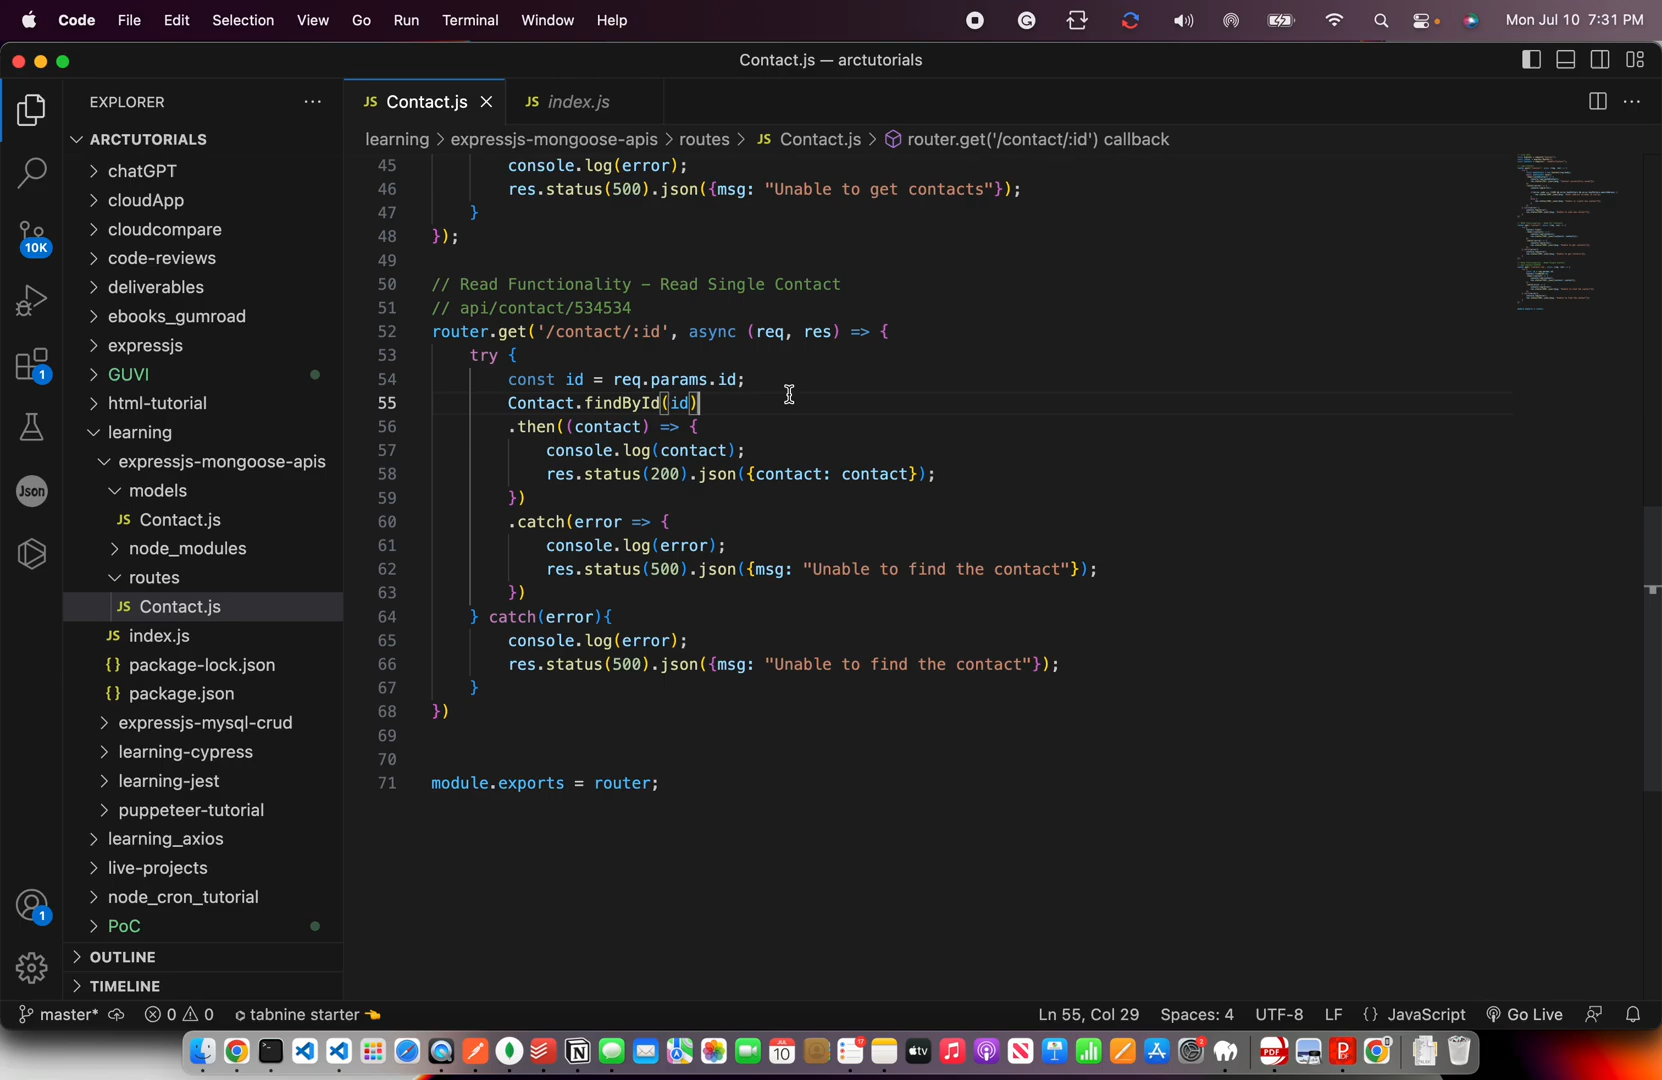 Code File Edit Selection View Go Run Terminal Window Help Mon Jul 10 7:31 PM
Contact.js — arctutorials
EXPLORER
JS Contact.js
JS index.js
learning > expressjs-mongoose-apis > routes > JS Contact.js > router.get('/contact/:id') callback
ARCTUTORIALS
chatGPT
cloudApp
cloudcompare
code-reviews
deliverables
ebooks_gumroad
expressjs
GUVI
html-tutorial
learning
expressjs-mongoose-apis
models
JS Contact.js
node_modules
routes
JS Contact.js
JS index.js
{} package-lock.json
{} package.json
expressjs-mysql-crud
learning-cypress
learning-jest
puppeteer-tutorial
learning_axios
live-projects
node_cron_tutorial
PoC
OUTLINE
TIMELINE
10K
1
Json
1
45 console.log(error);
46 res.status(500).json({msg: "Unable to get contacts"});
47 }
48 });
49
50 // Read Functionality – Read Single Contact
51 // api/contact/534534
52 router.get('/contact/:id', async (req, res) => {
53 try {
54 const id = req.params.id;
55 Contact.findById(id)
56 .then((contact) => {
57 console.log(contact);
58 res.status(200).json({contact: contact});
59 })
60 .catch(error => {
61 console.log(error);
62 res.status(500).json({msg: "Unable to find the contact"});
63 })
64 } catch(error){
65 console.log(error);
66 res.status(500).json({msg: "Unable to find the contact"});
67 }
68 })
69
70
71 module.exports = router;
master* 0 0 tabnine starter Ln 55, Col 29 Spaces: 4 UTF-8 LF {} JavaScript Go Live